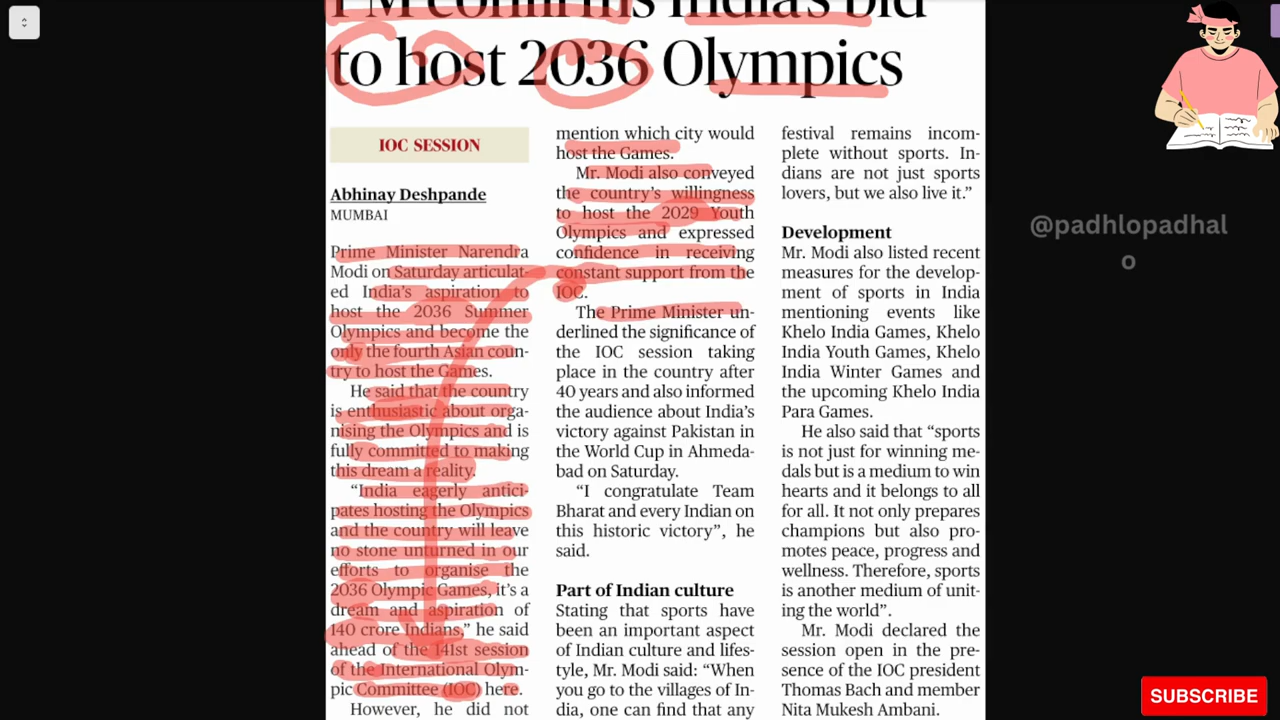 PM confirms India's bid
to host 2036 Olympics
IOC SESSION
Abhinay Deshpande
MUMBAI
Prime Minister Narendra
Modi on Saturday articulat-
ed India's aspiration to
host the 2036 Summer
Olympics and become the
only the fourth Asian coun-
try to host the Games.
He said that the country
is enthusiastic about orga-
nising the Olympics and is
fully committed to making
this dream a reality.
“India eagerly antici-
pates hosting the Olympics
and the country will leave
no stone unturned in our
efforts to organise the
2036 Olympic Games, it's a
dream and aspiration of
140 crore Indians,” he said
ahead of the 141st session
of the International Olym-
pic Committee (IOC) here.
However, he did not
mention which city would
host the Games.
Mr. Modi also conveyed
the country's willingness
to host the 2029 Youth
Olympics and expressed
confidence in receiving
constant support from the
IOC.
The Prime Minister un-
derlined the significance of
the IOC session taking
place in the country after
40 years and also informed
the audience about India's
victory against Pakistan in
the World Cup in Ahmeda-
bad on Saturday.
“I congratulate Team
Bharat and every Indian on
this historic victory”, he
said.
Part of Indian culture
Stating that sports have
been an important aspect
of Indian culture and lifes-
tyle, Mr. Modi said: “When
you go to the villages of In-
dia, one can find that any
festival remains incom-
plete without sports. In-
dians are not just sports
lovers, but we also live it.”
Development
Mr. Modi also listed recent
measures for the develop-
ment of sports in India
mentioning events like
Khelo India Games, Khelo
India Youth Games, Khelo
India Winter Games and
the upcoming Khelo India
Para Games.
He also said that “sports
is not just for winning me-
dals but is a medium to win
hearts and it belongs to all
for all. It not only prepares
champions but also pro-
motes peace, progress and
wellness. Therefore, sports
is another medium of unit-
ing the world”.
Mr. Modi declared the
session open in the pre-
sence of the IOC president
Thomas Bach and member
Nita Mukesh Ambani.
@padhlopadhal
o
SUBSCRIBE